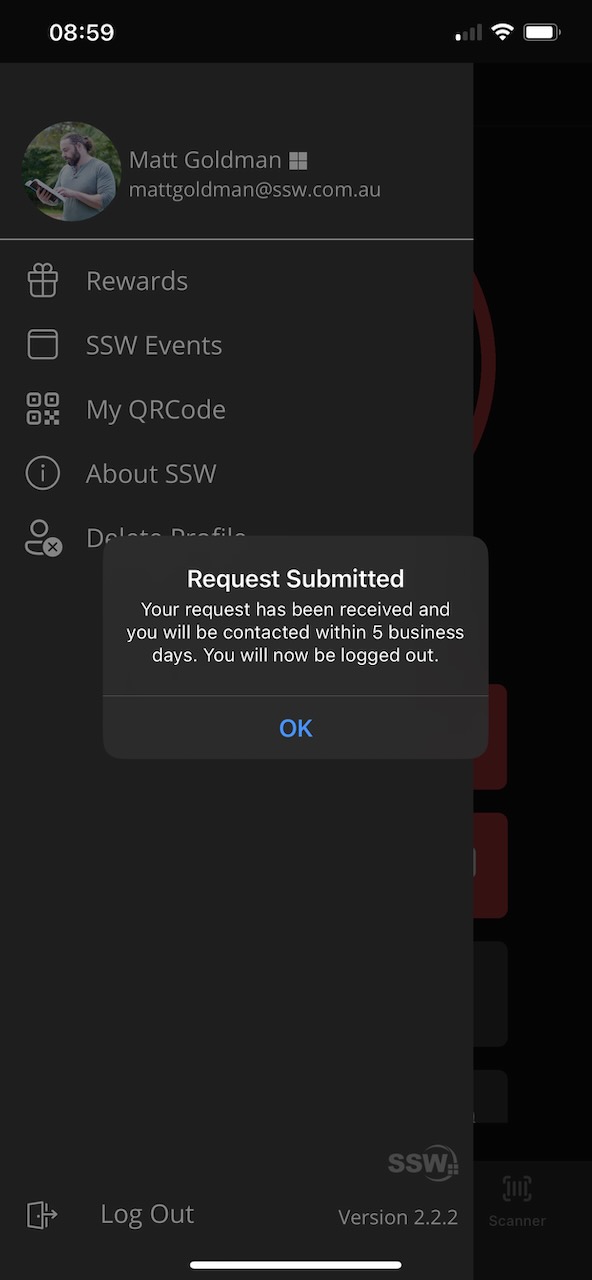 08:59
Matt Goldman
mattgoldman@ssw.com.au
Rewards
SSW Events
My QRCode
About SSW
Delete Profile
Request Submitted
Your request has been received and
you will be contacted within 5 business
days. You will now be logged out.
OK
SSW
Log Out
Version 2.2.2
Scanner